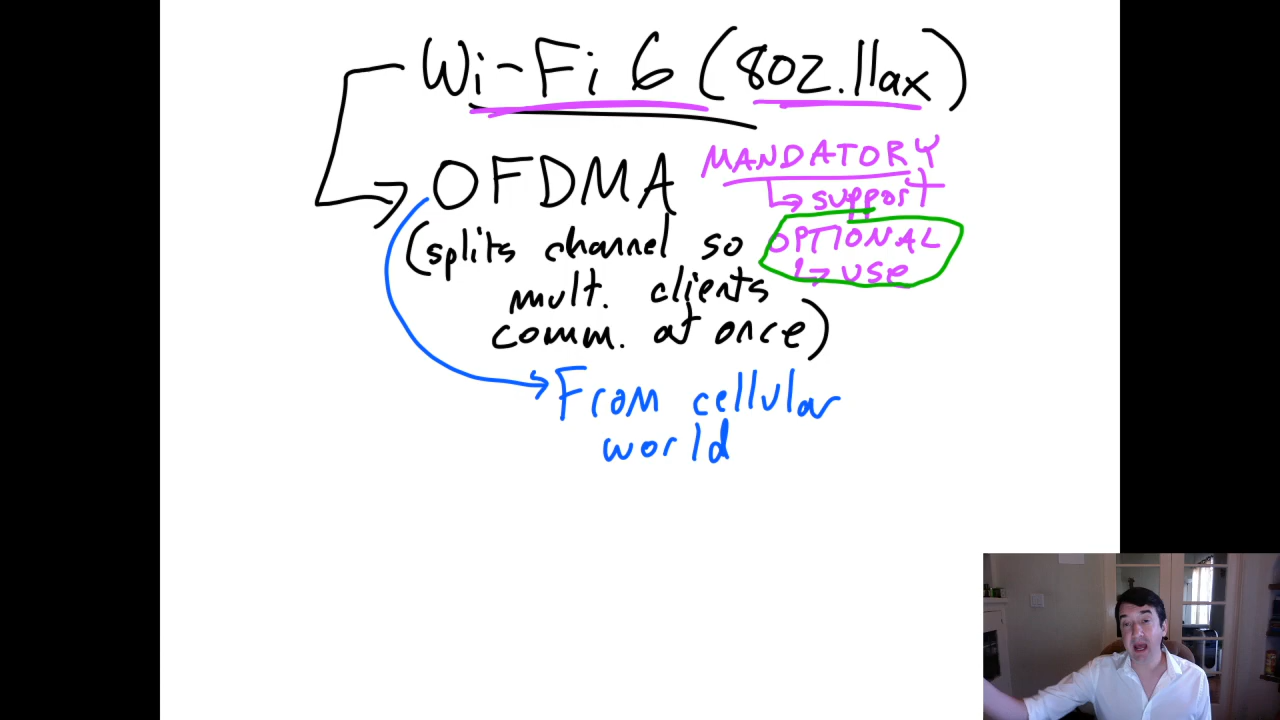 Wi-Fi 6 (802.11ax)
OFDMA
MANDATORY
↳ support
(splits channel so
OPTIONAL
↳ use
mult. clients
comm. at once)
From cellular
world